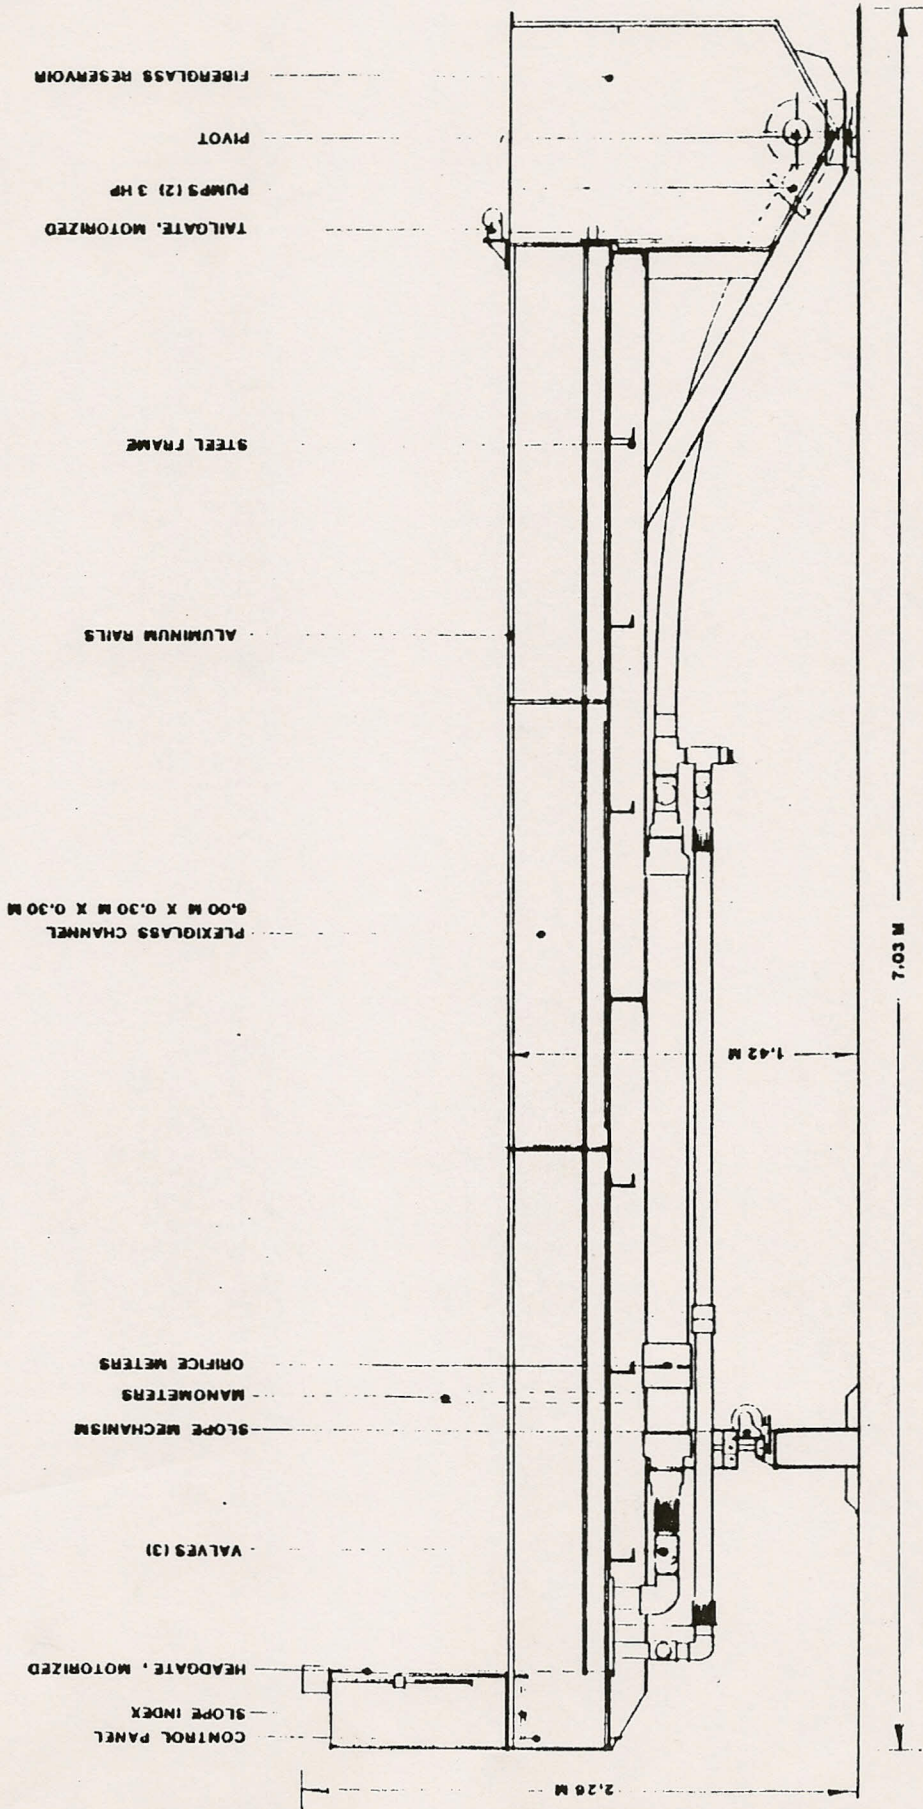 CONTROL PANEL
SLOPE INDEX
HEADGATE, MOTORIZED
VALVES (3)
SLOPE MECHANISM
MANOMETERS
ORIFICE METERS
PLEXIGLASS CHANNEL
6.00 M X 0.30 M X 0.30 M
ALUMINUM RAILS
STEEL FRAME
TAILGATE, MOTORIZED
PUMPS (2) 3 HP
PIVOT
FIBERGLASS RESERVOIR
2.26 M
1.42 M
7.03 M